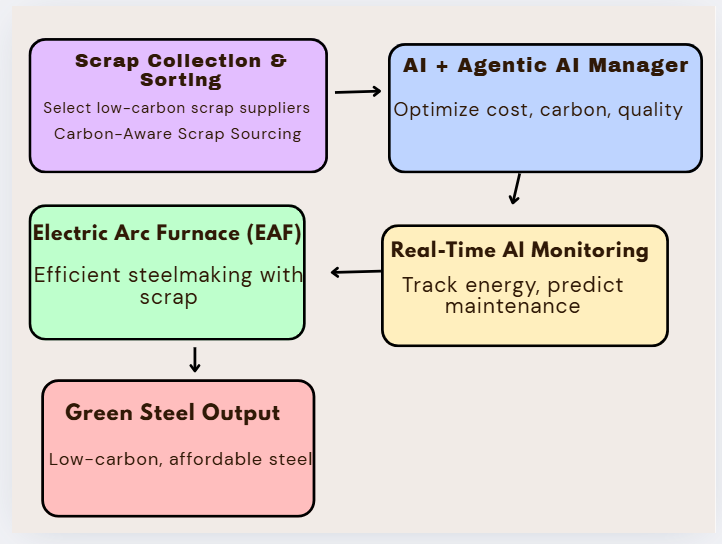 Scrap Collection &
Sorting
Select low-carbon scrap suppliers
Carbon-Aware Scrap Sourcing
AI + Agentic AI Manager
Optimize cost, carbon, quality
Real-Time AI Monitoring
Track energy, predict
maintenance
Electric Arc Furnace (EAF)
Efficient steelmaking with
scrap
Green Steel Output
Low-carbon, affordable steel